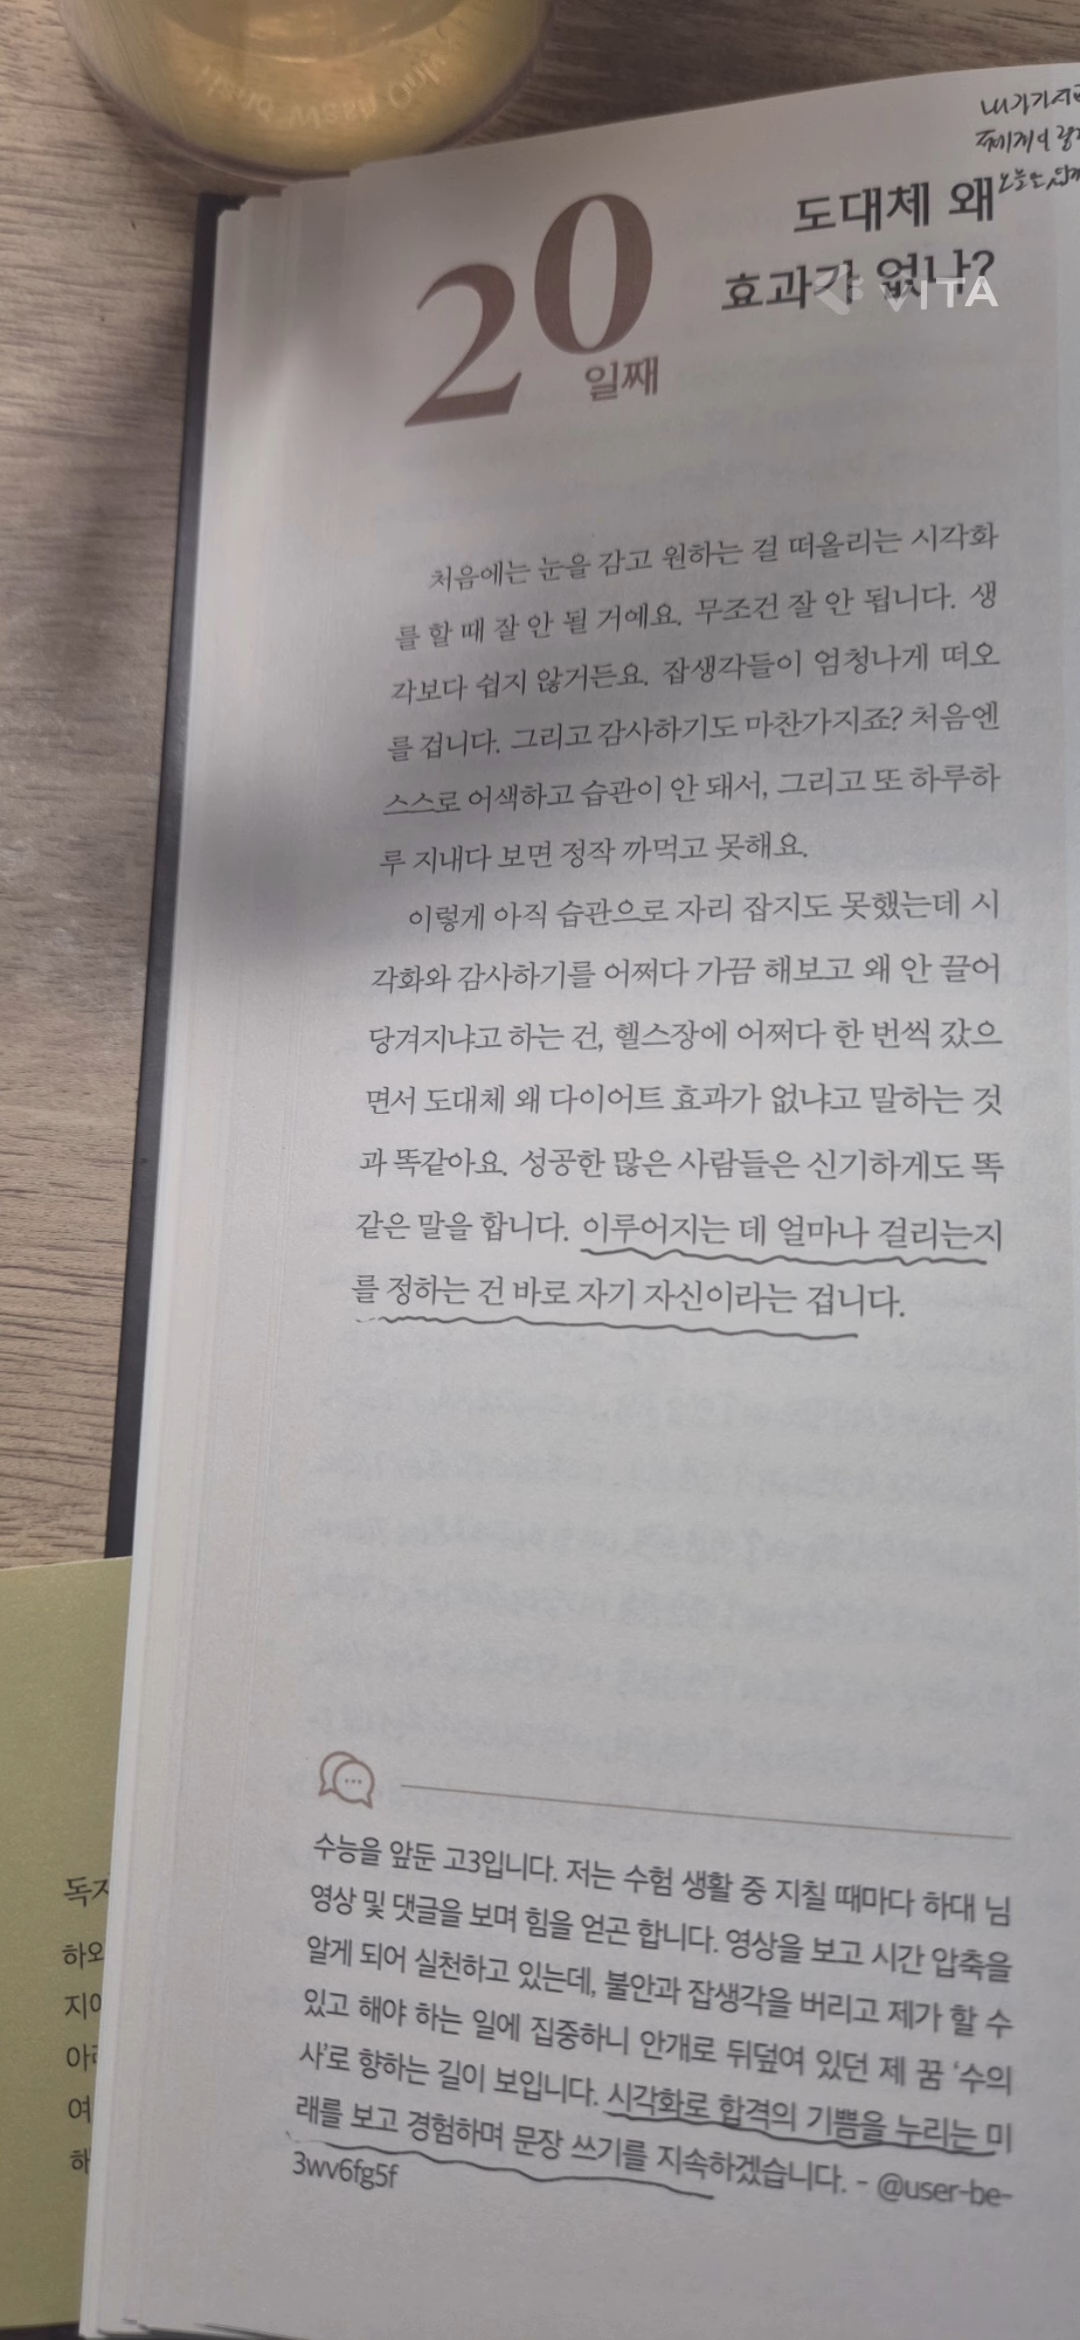 20
일째
도대체 왜
효과가 없나?
VITA
처음에는 눈을 감고 원하는 걸 떠올리는 시각화
를 할 때 잘 안 될 거예요. 무조건 잘 안 됩니다. 생
각보다 쉽지 않거든요. 잡생각들이 엄청나게 떠오
를 겁니다. 그리고 감사하기도 마찬가지죠? 처음엔
스스로 어색하고 습관이 안 돼서, 그리고 또 하루하
루 지내다 보면 정작 까먹고 못해요.
이렇게 아직 습관으로 자리 잡지도 못했는데 시
각화와 감사하기를 어쩌다 가끔 해보고 왜 안 끌어
당겨지냐고 하는 건, 헬스장에 어쩌다 한 번씩 갔으
면서 도대체 왜 다이어트 효과가 없냐고 말하는 것
과 똑같아요. 성공한 많은 사람들은 신기하게도 똑
같은 말을 합니다. 이루어지는 데 얼마나 걸리는지
를 정하는 건 바로 자기 자신이라는 겁니다.
수능을 앞둔 고3입니다. 저는 수험 생활 중 지칠 때마다 하대 님
영상 및 댓글을 보며 힘을 얻곤 합니다. 영상을 보고 시간 압축을
알게 되어 실천하고 있는데, 불안과 잡생각을 버리고 제가 할 수
있고 해야 하는 일에 집중하니 안개로 뒤덮여 있던 제 꿈 '수의
사'로 향하는 길이 보입니다. 시각화로 합격의 기쁨을 누리는 미
래를 보고 경험하며 문장 쓰기를 지속하겠습니다. - @user-be-
3wv6fg5f